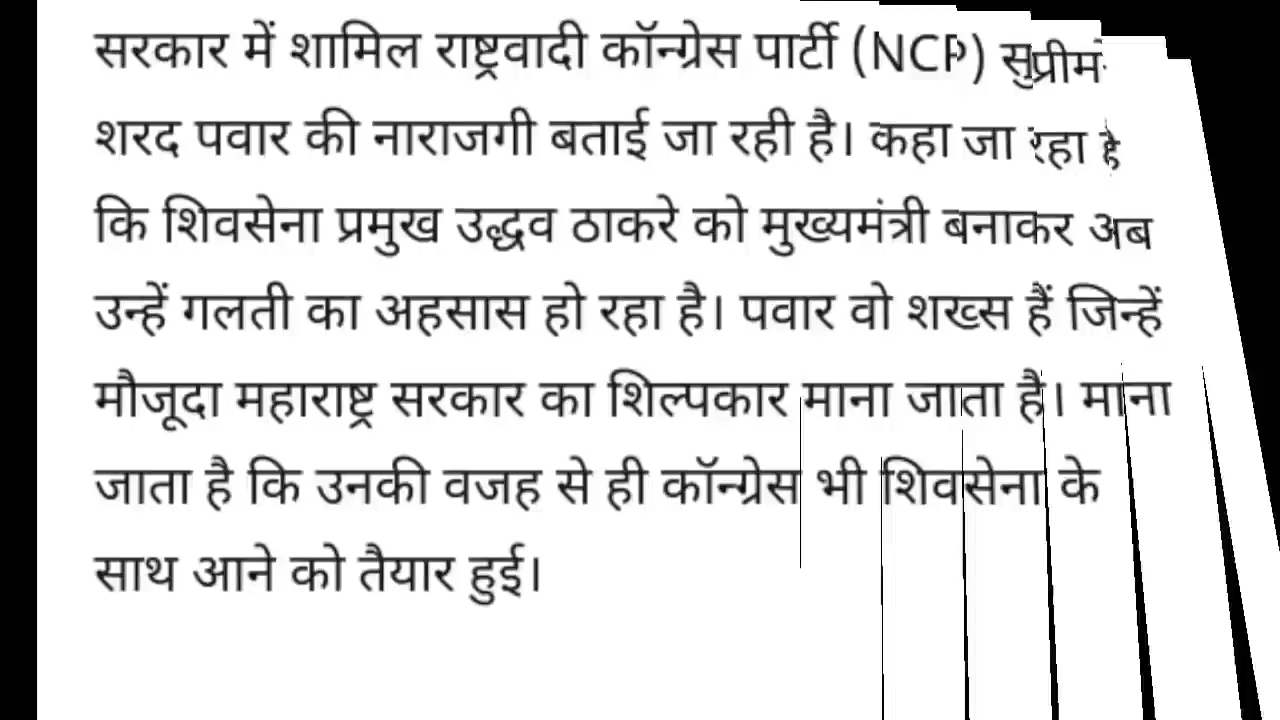 सरकार में शामिल राष्ट्रवादी कॉन्ग्रेस पार्टी (NCP)
शरद पवार की नाराजगी बताई जा रही है। कहा जा रहा है
कि शिवसेना प्रमुख उद्धव ठाकरे को मुख्यमंत्री बनाकर अब
उन्हें गलती का अहसास हो रहा है। पवार वो शख्स हैं जिन्हें
मौजूदा महाराष्ट्र सरकार का शिल्पकार माना जाता है। माना
जाता है कि उनकी वजह से ही कॉन्ग्रेस भी शिवसेना के
साथ आने को तैयार हुई।